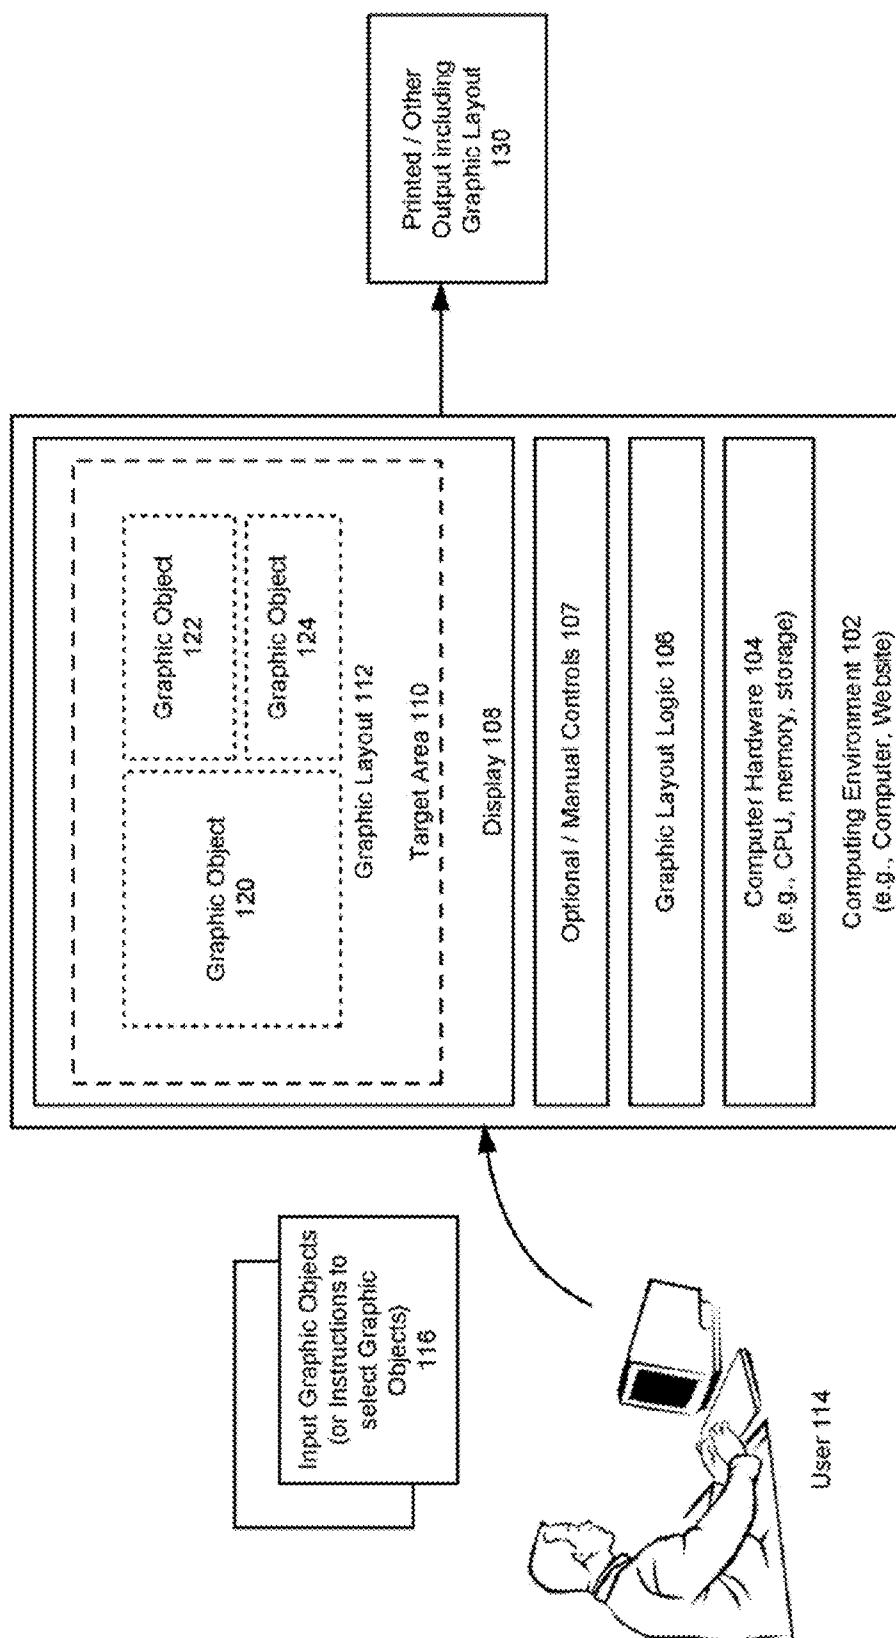 Input Graphic Objects
(or Instructions to
select Graphic
Objects)
116
User 114
Graphic Object
120
Graphic Object
122
Graphic Object
124
Graphic Layout 112
Target Area 110
Display 108
Optional / Manual Controls 107
Graphic Layout Logic 106
Computer Hardware 104
(e.g., CPU, memory, storage)
Computing Environment 102
(e.g., Computer, Website)
Printed / Other
Output including
Graphic Layout
130